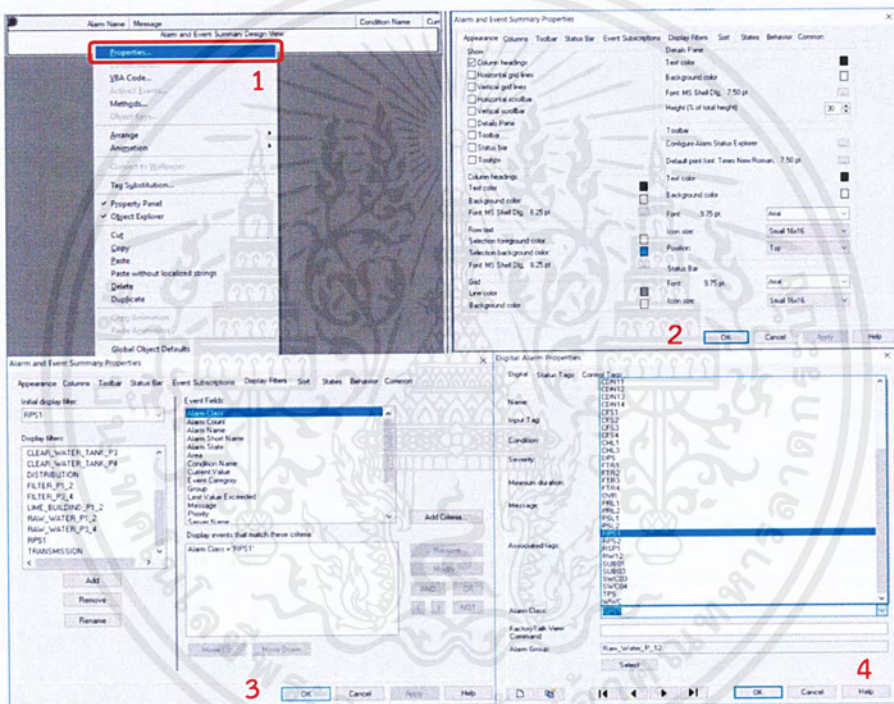 Alarm Name Message Condition Name Curr
Alarm and Event Summary Design View
Properties...
1
VBA Code...
Methods...
Arrange
Animation
Convert to Wallpaper
Tag Substitution...
Property Panel
Object Explorer
Cut
Copy
Paste
Paste without localized strings
Delete
Duplicate
Copy Animation
Paste Animation
Global Object Defaults
Alarm and Event Summary Properties
Appearance Columns Toolbar Status Bar Event Subscriptions Display Filters Sort States Behavior Common
Show
Column headings
Horizontal grid lines
Vertical grid lines
Horizontal scrollbar
Vertical scrollbar
Details Pane
Toolbar
Status bar
Tooltips
Column headings
Text color
Background color
Font: MS Shell Dlg, 8.25 pt
Row text
Selection foreground color
Selection background color
Font: MS Shell Dlg, 8.25 pt
Grid
Line color
Background color
Details Pane
Text color
Background color
Font: MS Shell Dlg, 7.50 pt
Height (% of total height) 30
Toolbar
Configure Alarm Status Explorer
Default print font: Times New Roman, 7.50 pt
Text color
Background color
Font: 9.75 pt. Arial
Icon size: Small 16x16
Position Top
Status Bar
Font: 9.75 pt. Arial
Icon size: Small 16x16
2
OK Cancel Apply Help
Alarm and Event Summary Properties
Appearance Columns Toolbar Status Bar Event Subscriptions Display Filters Sort States Behavior Common
Initial display filter:
RPS1
Display filters:
CLEAR_WATER_TANK_P3
CLEAR_WATER_TANK_P4
DISTRIBUTION
FILTER_P1_2
FILTER_P3_4
LIME_BUILDIND_P1_2
RAW_WATER_P1_2
RAW_WATER_P3_4
RPS1
TRANSMISSION
Add
Remove
Rename
Event Fields:
Alarm Class
Alarm Count
Alarm Name
Alarm Short Name
Alarm State
Area
Condition Name
Current Value
Event Category
Group
Limit Value Exceeded
Message
Priority
Server Name
Add Criteria...
Display events that match these criteria:
Alarm Class = 'RPS1'
Remove
Modify
AND OR
( ) NOT
Move Up Move Down
3
OK Cancel Apply Help
Digital Alarm Properties
Digital Status Tags Control Tags
Name:
Input Tag:
Condition:
Severity:
Minimum duration:
Message:
Associated tags:
CDN11
CDN12
CDN13
CDN14
CFS1
CFS2
CFS3
CFS4
CHL1
CHL3
DPS
FTR1
FTR2
FTR3
FTR4
OVR
PRL1
PRL2
PSL1
PSL2
RPS1
RPS2
RSP1
RW12
SUB01
SUB03
SWC03
SWC04
TPS
WWC
Alarm Class: RPS1
FactoryTalk View
Command:
Alarm Group: Raw_Water_P_12
Select
4
OK Cancel Help